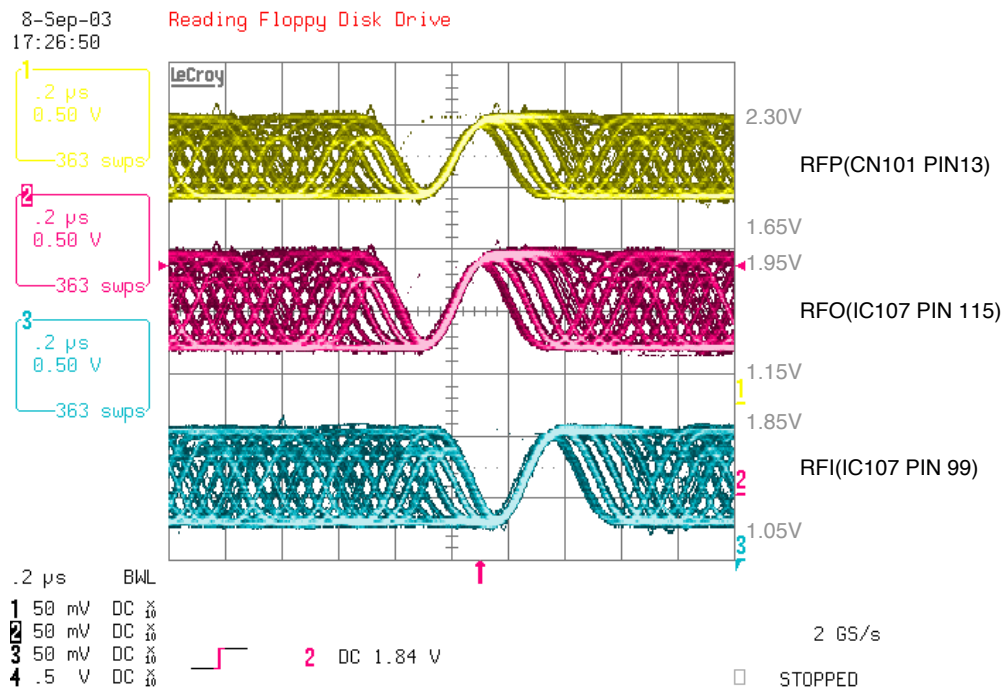 8-Sep-03
17:26:50
Reading Floppy Disk Drive
1
.2 µs
0.50 V
363 swps
2
.2 µs
0.50 V
363 swps
3
.2 µs
0.50 V
363 swps
LeCroy
2.30V
RFP(CN101 PIN13)
1.65V
1.95V
RFO(IC107 PIN 115)
1.15V
1
1.85V
RFI(IC107 PIN 99)
2
1.05V
3
.2 µs BWL
1 50 mV DC X10
2 50 mV DC X10
3 50 mV DC X10
4 .5 V DC X10
2 DC 1.84 V
2 GS/s
STOPPED